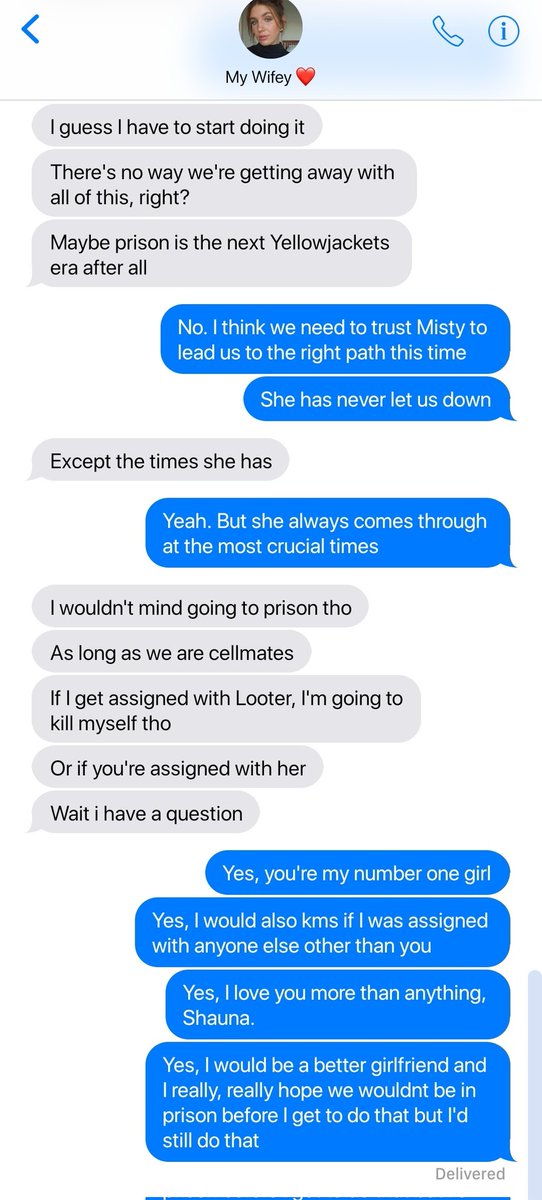 My Wifey ❤️
I guess I have to start doing it
There's no way we're getting away with
all of this, right?
Maybe prison is the next Yellowjackets
era after all
No. I think we need to trust Misty to
lead us to the right path this time
She has never let us down
Except the times she has
Yeah. But she always comes through
at the most crucial times
I wouldn't mind going to prison tho
As long as we are cellmates
If I get assigned with Looter, I'm going to
kill myself tho
Or if you're assigned with her
Wait i have a question
Yes, you're my number one girl
Yes, I would also kms if I was assigned
with anyone else other than you
Yes, I love you more than anything,
Shauna.
Yes, I would be a better girlfriend and
I really, really hope we wouldnt be in
prison before I get to do that but I'd
still do that
Delivered